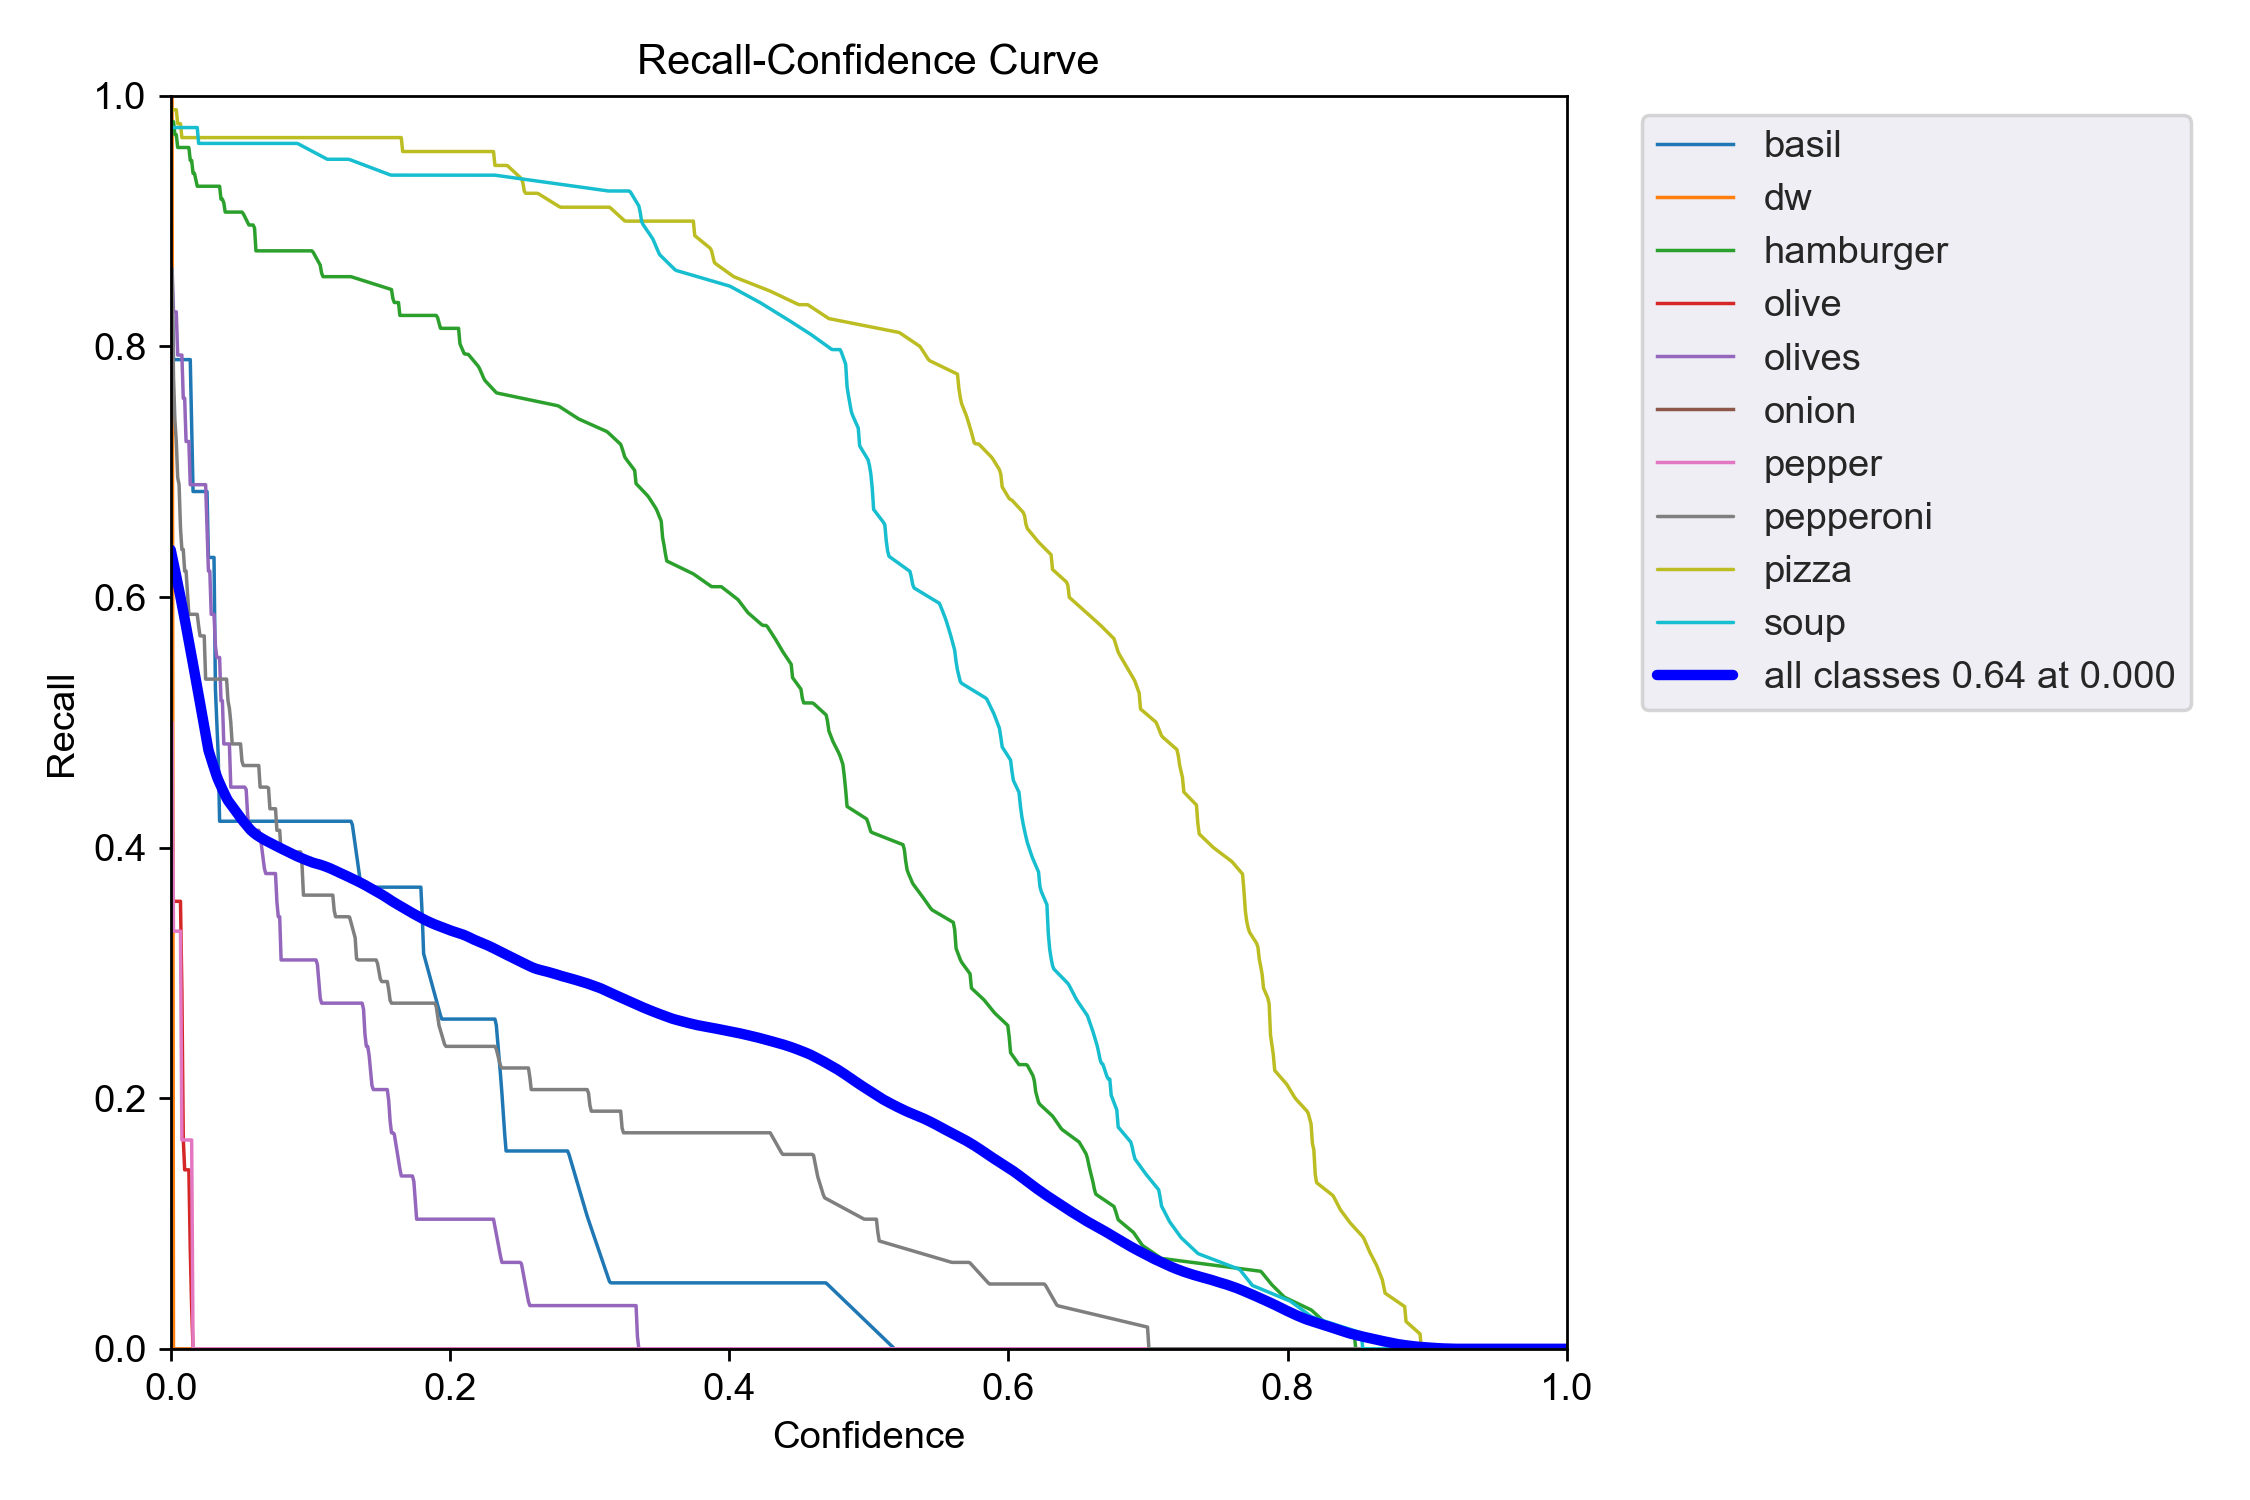 Recall-Confidence Curve
1.0
0.8
0.6
0.4
0.2
0.0
Recall
0.0 0.2 0.4 0.6 0.8 1.0
Confidence
basil
dw
hamburger
olive
olives
onion
pepper
pepperoni
pizza
soup
all classes 0.64 at 0.000